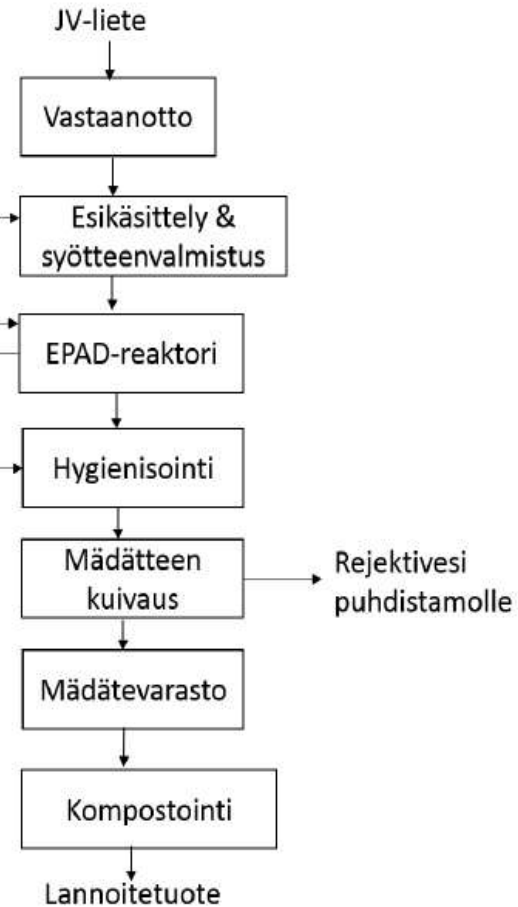 JV-liete
Vastaanotto
Esikäsittely &
syötteenvalmistus
EPAD-reaktori
Hygienisointi
Mädätteen
kuivaus
Rejektivesi
puhdistamolle
Mädätevarasto
Kompostointi
Lannoitetuote